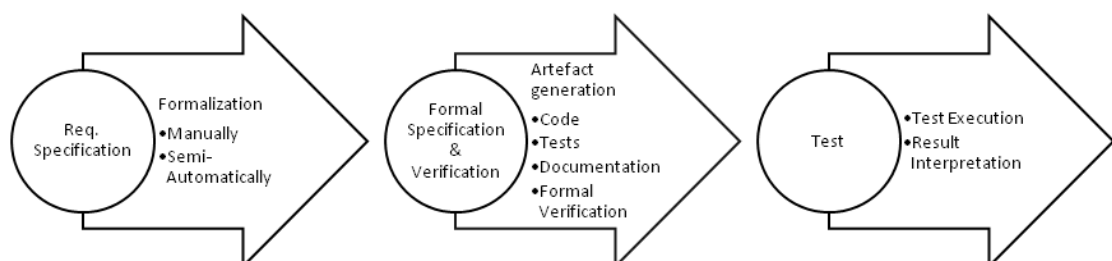 Req.
Specification
Formalization
•Manually
•Semi-
Automatically
Formal
Specification
&
Verification
Artefact
generation
•Code
•Tests
•Documentation
•Formal
Verification
Test
•Test Execution
•Result
Interpretation